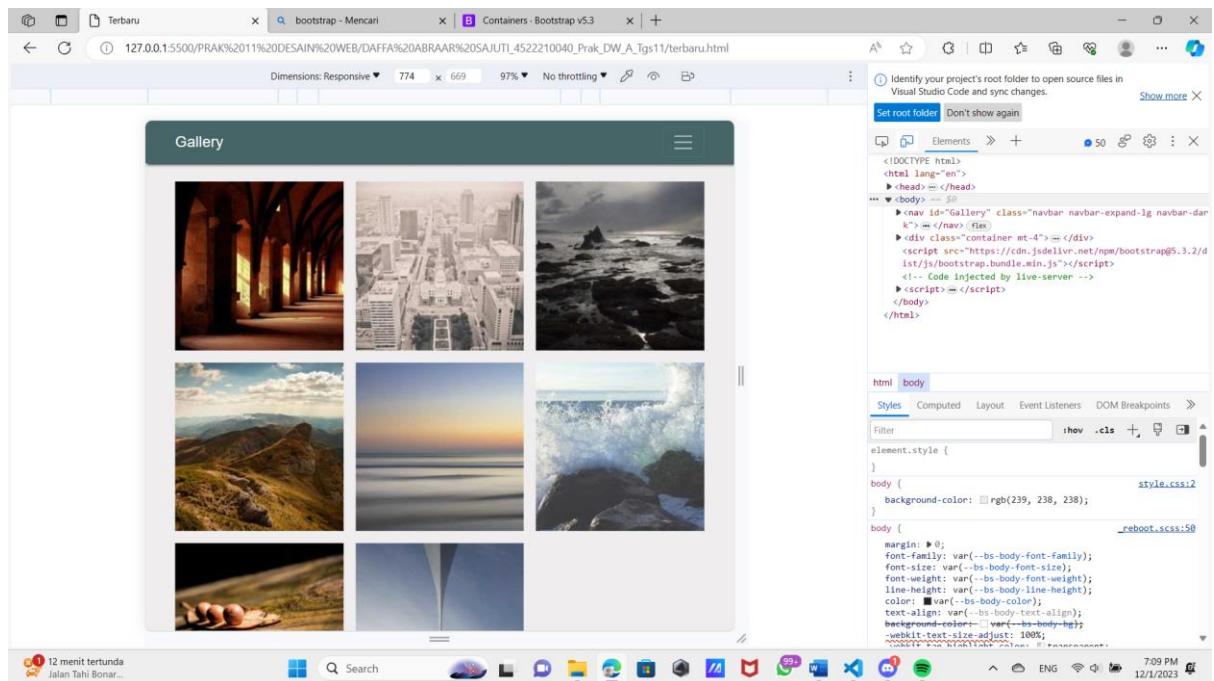 Terbaru
bootstrap - Mencari
B Containers · Bootstrap v5.3
127.0.0.1:5500/PRAK%2011%20DESAIN%20WEB/DAFFA%20ABRAAR%20SAJUTI_4522210040_Prak_DW_A_Tgs11/terbaru.html
Dimensions: Responsive 774 x 669 97% No throttling
Gallery
Identify your project's root folder to open source files in
Visual Studio Code and sync changes.
Show more
Set root folder Don't show again
Elements 50
<!DOCTYPE html>
<html lang="en">
<head> ⋯ </head>
<body> == $0
<nav id="Gallery" class="navbar navbar-expand-lg navbar-dar
k"> ⋯ </nav> flex
<div class="container mt-4"> ⋯ </div>
<script src="https://cdn.jsdelivr.net/npm/bootstrap@5.3.2/d
ist/js/bootstrap.bundle.min.js"></script>
<!-- Code injected by live-server -->
<script> ⋯ </script>
</body>
</html>
html body
Styles Computed Layout Event Listeners DOM Breakpoints
Filter :hov .cls
element.style {
}
body { style.css:2
background-color: rgb(239, 238, 238);
}
body { _reboot.scss:50
margin: 0;
font-family: var(--bs-body-font-family);
font-size: var(--bs-body-font-size);
font-weight: var(--bs-body-font-weight);
line-height: var(--bs-body-line-height);
color: var(--bs-body-color);
text-align: var(--bs-body-text-align);
background-color: var(--bs-body-bg);
-webkit-text-size-adjust: 100%;
12 menit tertunda
Jalan Tahi Bonar...
Search
99+
ENG
7:09 PM
12/1/2023